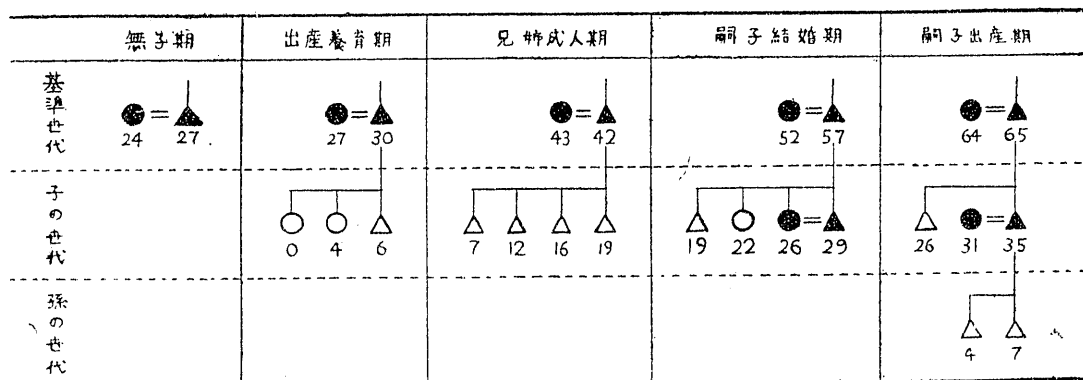 無子期 出産養育期 兄姉成人期 嗣子結婚期 嗣子出産期
基準世代
24 = 27 27 = 30 43 = 42 52 = 57 64 = 65
子の世代
0 4 6 7 12 16 19 19 22 26 = 29 26 31 = 35
孫の世代
4 7